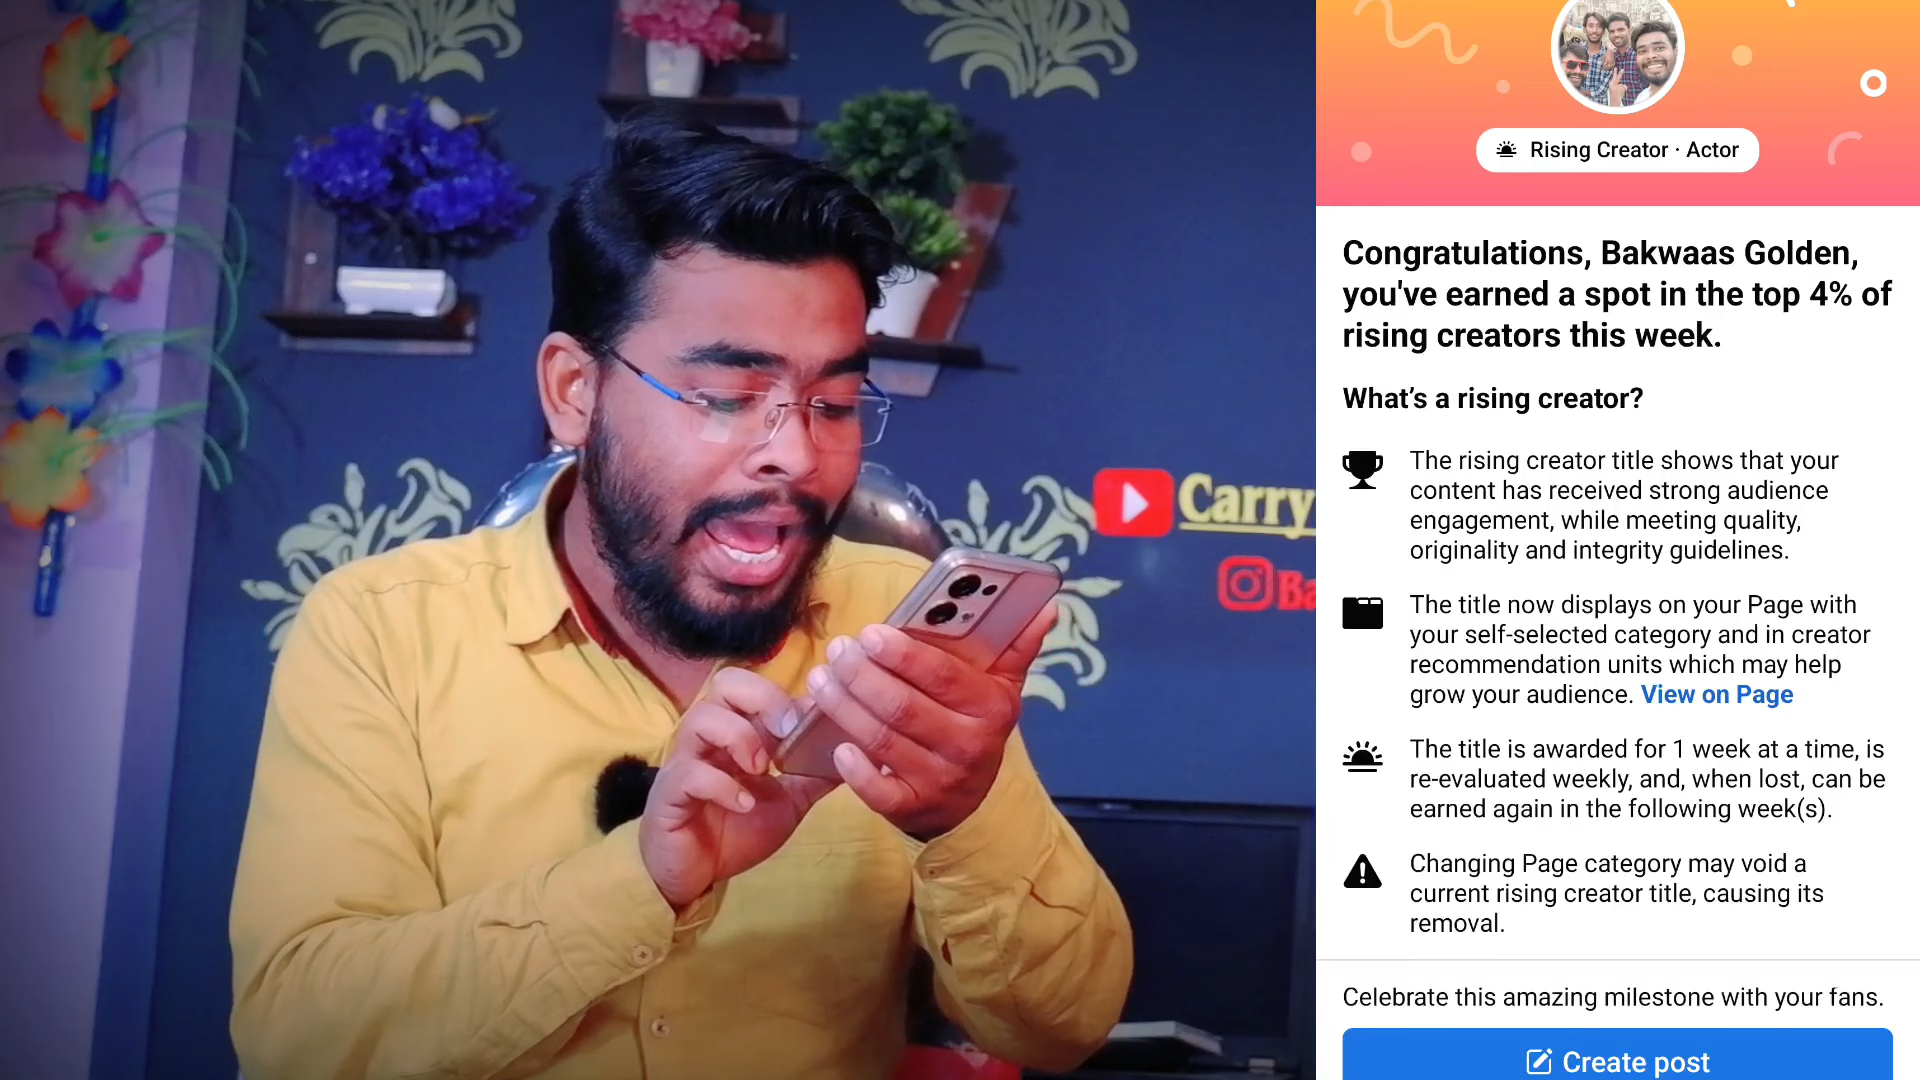 Carry
Ba
Rising Creator · Actor
Congratulations, Bakwaas Golden,
you've earned a spot in the top 4% of
rising creators this week.
What’s a rising creator?
The rising creator title shows that your
content has received strong audience
engagement, while meeting quality,
originality and integrity guidelines.
The title now displays on your Page with
your self-selected category and in creator
recommendation units which may help
grow your audience. View on Page
The title is awarded for 1 week at a time, is
re-evaluated weekly, and, when lost, can be
earned again in the following week(s).
Changing Page category may void a
current rising creator title, causing its
removal.
Celebrate this amazing milestone with your fans.
Create post